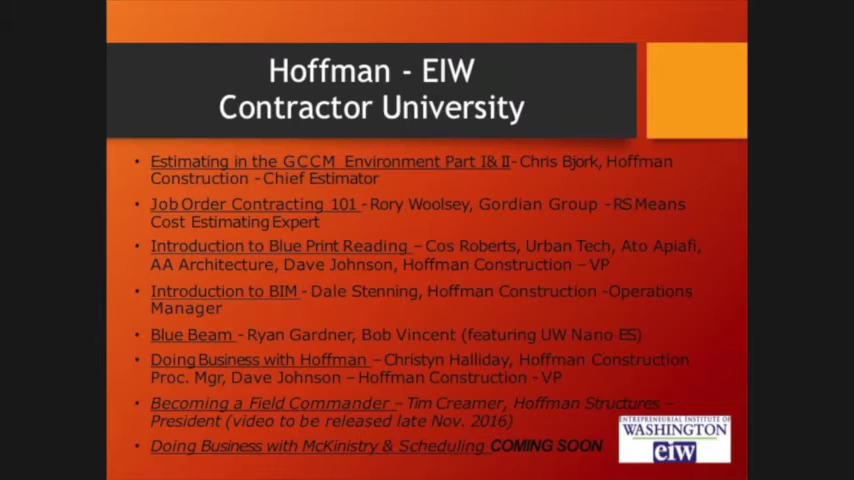 Hoffman - EIW
Contractor University
• Estimating in the GCCM Environment Part I& II- Chris Bjork, Hoffman
Construction - Chief Estimator
• Job Order Contracting 101 - Rory Woolsey, Gordian Group - RS Means
Cost Estimating Expert
• Introduction to Blue Print Reading – Cos Roberts, Urban Tech, Ato Apiafi,
AA Architecture, Dave Johnson, Hoffman Construction – VP
• Introduction to BIM - Dale Stenning, Hoffman Construction -Operations
Manager
• Blue Beam - Ryan Gardner, Bob Vincent (featuring UW Nano ES)
• Doing Business with Hoffman – Christyn Halliday, Hoffman Construction
Proc. Mgr, Dave Johnson – Hoffman Construction - VP
• Becoming a Field Commander – Tim Creamer, Hoffman Structures –
President (video to be released late Nov. 2016)
• Doing Business with McKinistry & Scheduling COMING SOON
ENTREPRENEURIAL INSTITUTE OF
WASHINGTON
eiw